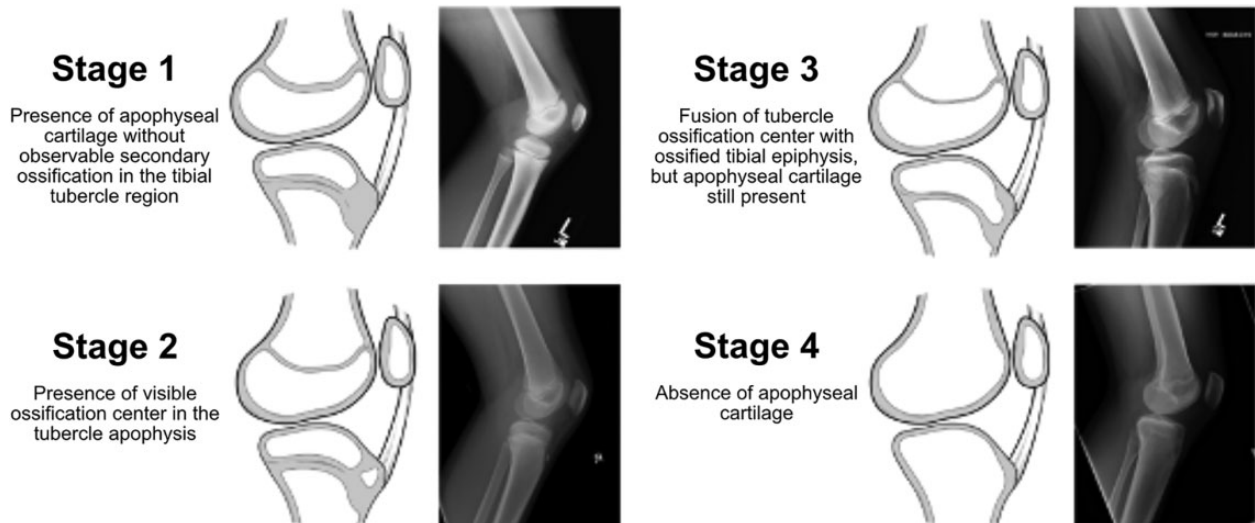 Stage 1
Presence of apophyseal
cartilage without
observable secondary
ossification in the tibial
tubercle region
Stage 2
Presence of visible
ossification center in the
tubercle apophysis
Stage 3
Fusion of tubercle
ossification center with
ossified tibial epiphysis,
but apophyseal cartilage
still present
Stage 4
Absence of apophyseal
cartilage